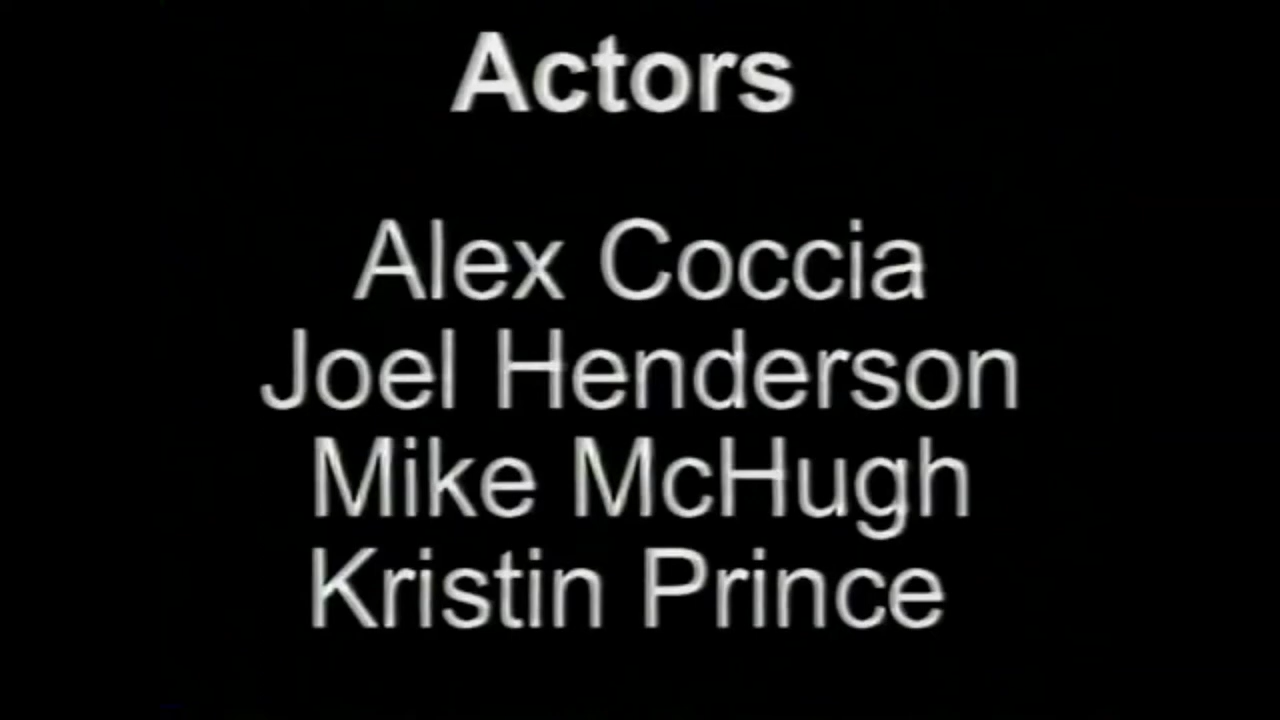 Actors
Alex Coccia
Joel Henderson
Mike McHugh
Kristin Prince